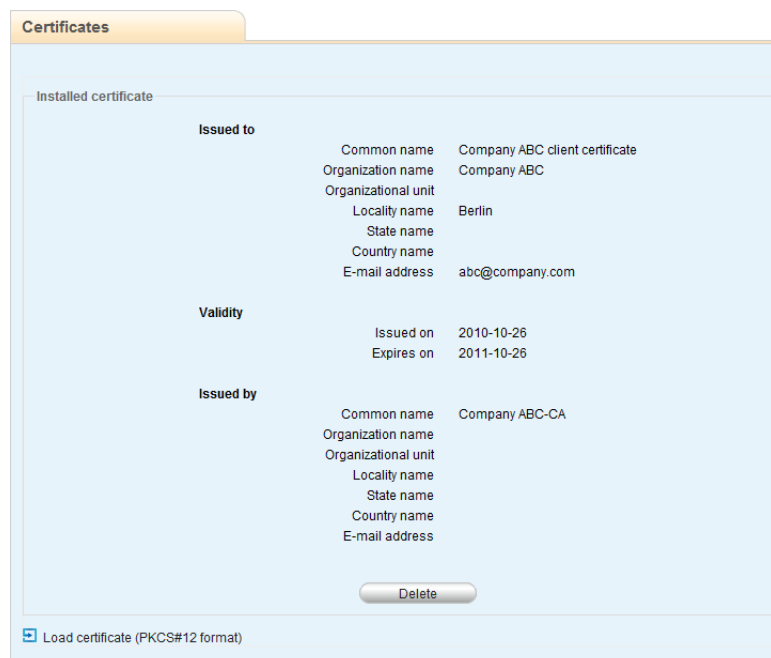 Certificates
Installed certificate
Issued to
Common name Company ABC client certificate
Organization name Company ABC
Organizational unit
Locality name Berlin
State name
Country name
E-mail address abc@company.com
Validity
Issued on 2010-10-26
Expires on 2011-10-26
Issued by
Common name Company ABC-CA
Organization name
Organizational unit
Locality name
State name
Country name
E-mail address
Delete
Load certificate (PKCS#12 format)